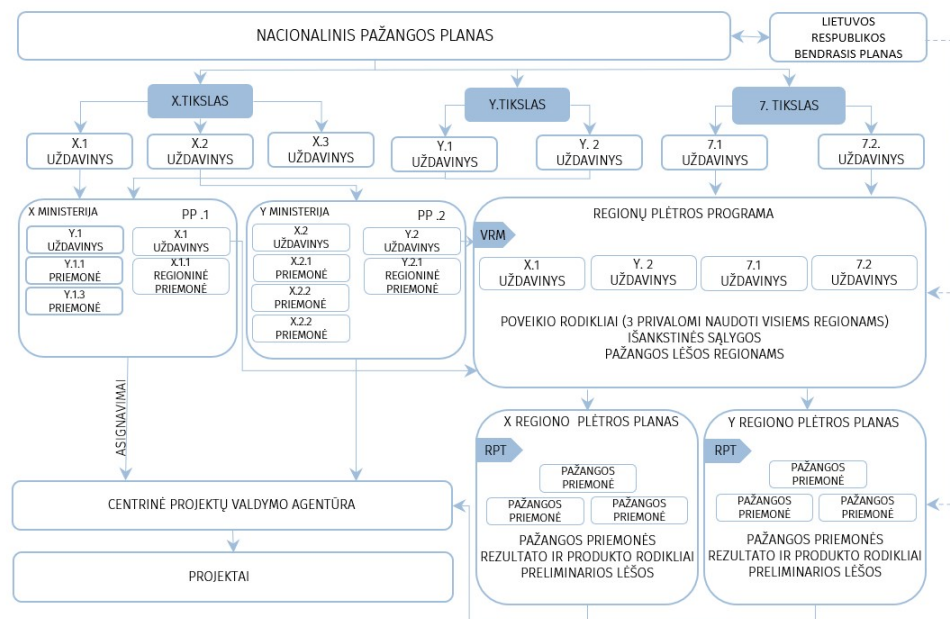 NACIONALINIS PAŽANGOS PLANAS
LIETUVOS
RESPUBLIKOS
BENDRASIS PLANAS
X.TIKSLAS
Y.TIKSLAS
7. TIKSLAS
X.1
UŽDAVINYS
X.2
UŽDAVINYS
X.3
UŽDAVINYS
Y.1
UŽDAVINYS
Y. 2
UŽDAVINYS
7.1
UŽDAVINYS
7.2.
UŽDAVINYS
X MINISTERIJA
PP .1
Y.1
UŽDAVINYS
Y.1.1
PRIEMONĖ
Y.1.3
PRIEMONĖ
X.1
UŽDAVINYS
X.1.1
REGIONINĖ
PRIEMONĖ
Y MINISTERIJA
PP .2
X.2
UŽDAVINYS
X.2.1
PRIEMONĖ
X.2.2
PRIEMONĖ
X.2.2
PRIEMONĖ
Y.2
UŽDAVINYS
Y.2.1
REGIONINĖ
PRIEMONĖ
REGIONŲ PLĖTROS PROGRAMA
VRM
X.1
UŽDAVINYS
Y. 2
UŽDAVINYS
7.1
UŽDAVINYS
7.2
UŽDAVINYS
POVEIKIO RODIKLIAI (3 PRIVALOMI NAUDOTI VISIEMS REGIONAMS)
IŠANKSTINĖS SĄLYGOS
PAŽANGOS LĖŠOS REGIONAMS
ASIGNAVIMAI
CENTRINĖ PROJEKTŲ VALDYMO AGENTŪRA
PROJEKTAI
X REGIONO PLĖTROS PLANAS
RPT
PAŽANGOS
PRIEMONĖ
PAŽANGOS
PRIEMONĖ
PAŽANGOS
PRIEMONĖ
PAŽANGOS PRIEMONĖS
REZULTATO IR PRODUKTO RODIKLIAI
PRELIMINARIOS LĖŠOS
Y REGIONO PLĖTROS PLANAS
RPT
PAŽANGOS
PRIEMONĖ
PAŽANGOS
PRIEMONĖ
PAŽANGOS
PRIEMONĖ
PAŽANGOS PRIEMONĖS
REZULTATO IR PRODUKTO RODIKLIAI
PRELIMINARIOS LĖŠOS